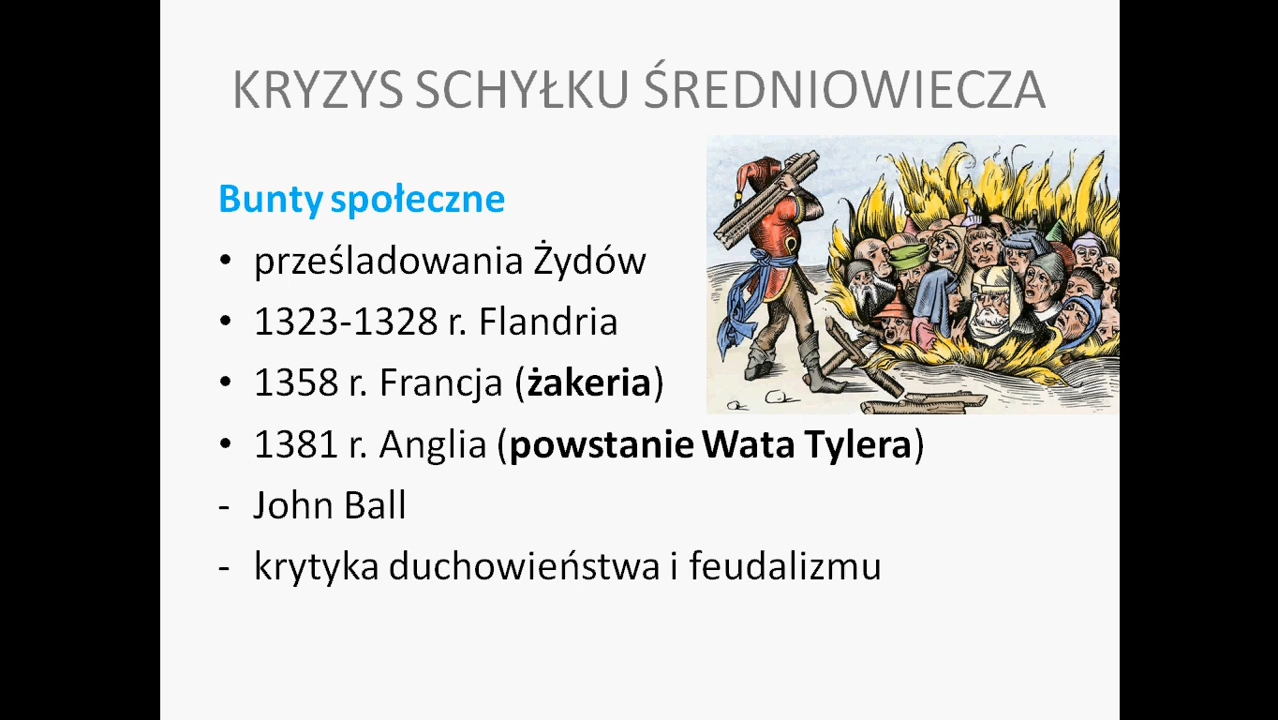 KRYZYS SCHYŁKU ŚREDNIOWIECZA
Bunty społeczne
• prześladowania Żydów
• 1323-1328 r. Flandria
• 1358 r. Francja (żakeria)
• 1381 r. Anglia (powstanie Wata Tylera)
- John Ball
- krytyka duchowieństwa i feudalizmu